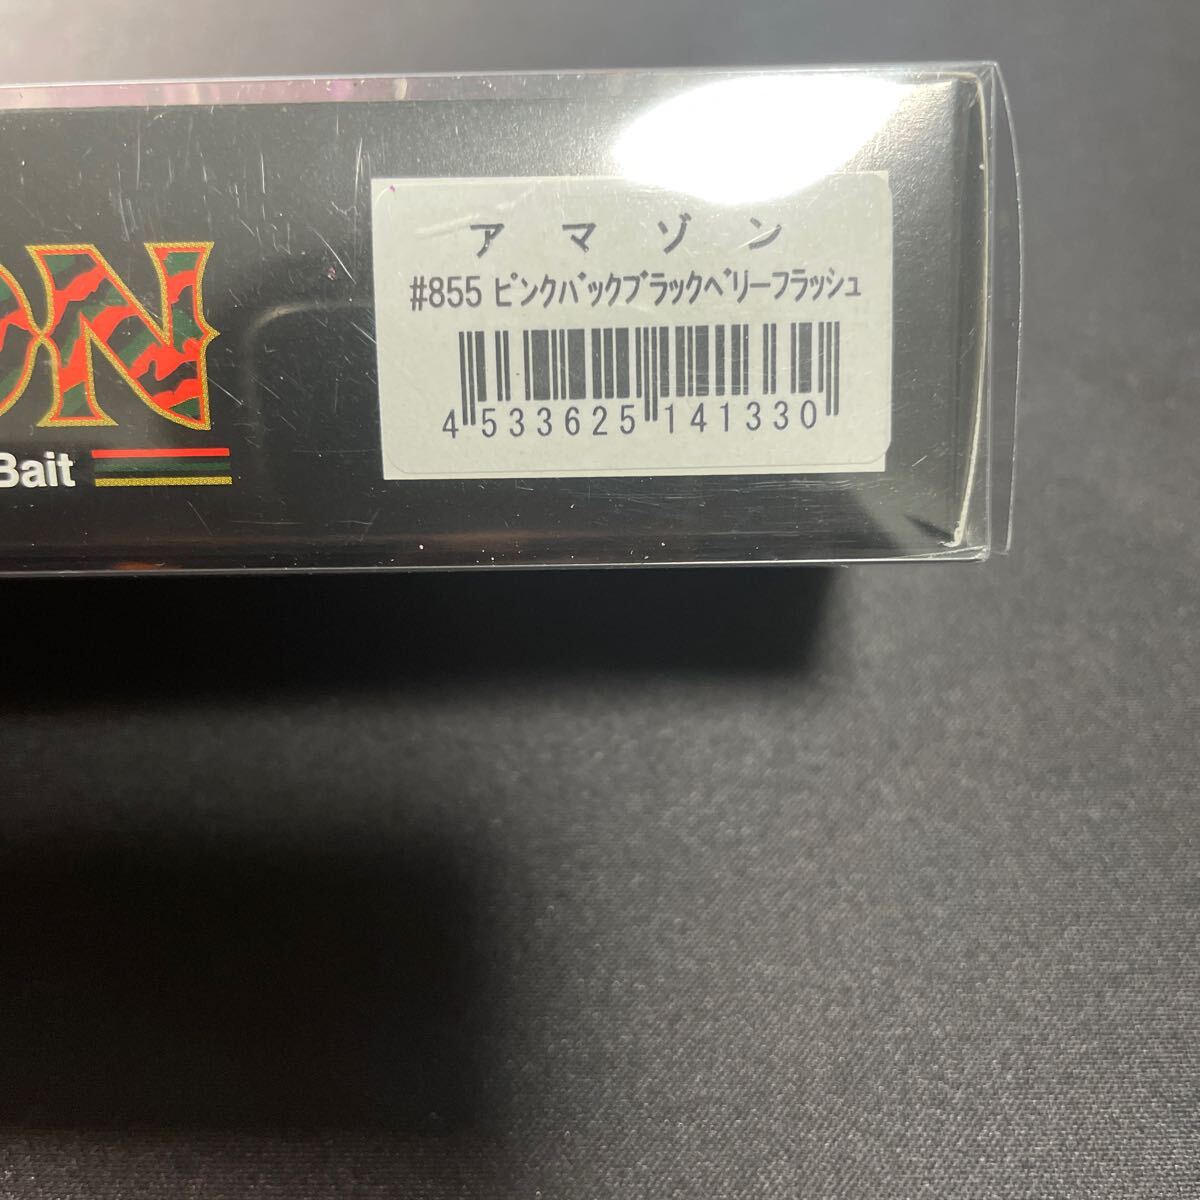 ON
Bait
ア マ ゾ ン
#855 ピンクバックブラックベリーフラッシュ
4 533625 141330